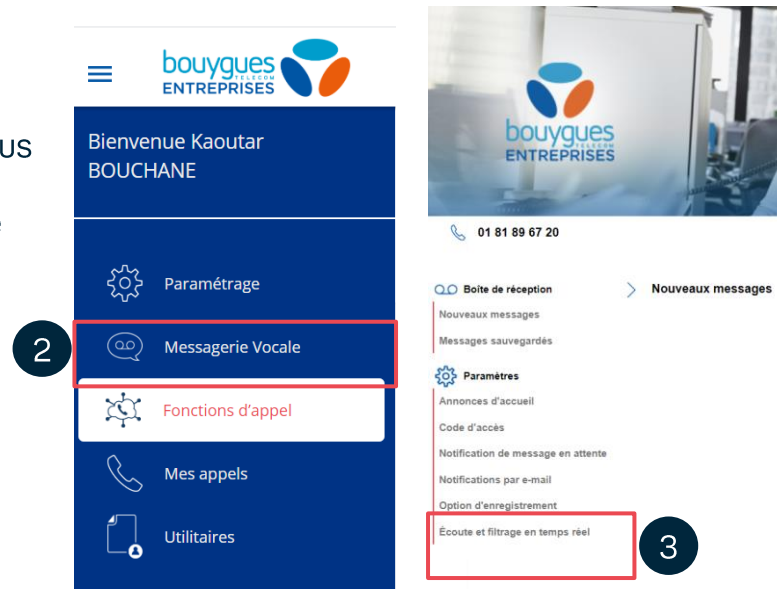 us
e
2
bouygues
TELECOM
ENTREPRISES
Bienvenue Kaoutar
BOUCHANE
Paramétrage
Messagerie Vocale
Fonctions d'appel
Mes appels
Utilitaires
bouygues
TELECOM
ENTREPRISES
01 81 89 67 20
Boîte de réception
Nouveaux messages
Messages sauvegardés
Paramètres
Annonces d'accueil
Code d'accès
Notification de message en attente
Notifications par e-mail
Option d'enregistrement
Écoute et filtrage en temps réel
3
Nouveaux messages